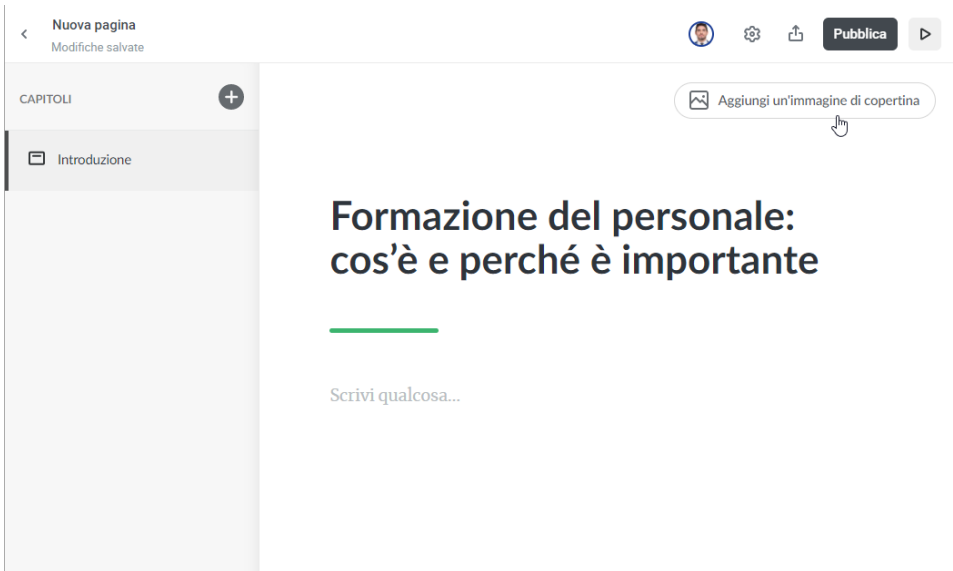 Nuova pagina
Modifiche salvate
Pubblica
CAPITOLI
Aggiungi un'immagine di copertina
Introduzione
Formazione del personale:
cos’è e perché è importante
Scrivi qualcosa...